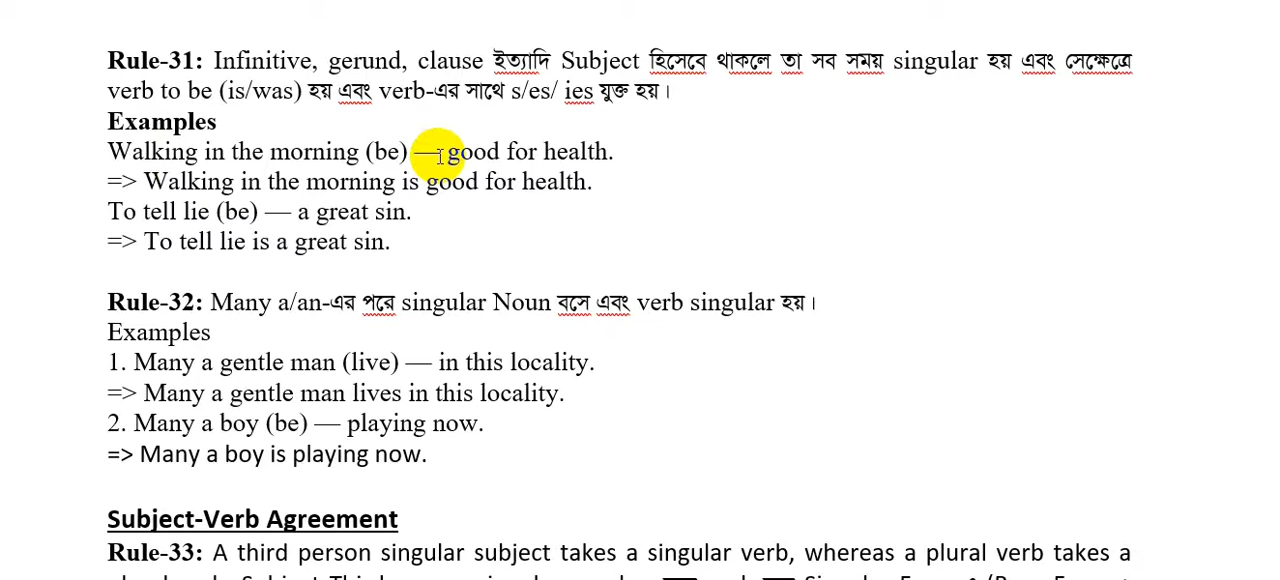 Rule-31: Infinitive, gerund, clause ইত্যাদি Subject হিসেবে থাকলে তা সব সময় singular হয় এবং সেক্ষেত্রে
verb to be (is/was) হয় এবং verb-এর সাথে s/es/ ies যুক্ত হয়।
Examples
Walking in the morning (be) — good for health.
=> Walking in the morning is good for health.
To tell lie (be) — a great sin.
=> To tell lie is a great sin.
Rule-32: Many a/an-এর পরে singular Noun বসে এবং verb singular হয়।
Examples
1. Many a gentle man (live) — in this locality.
=> Many a gentle man lives in this locality.
2. Many a boy (be) — playing now.
=> Many a boy is playing now.
Subject-Verb Agreement
Rule-33: A third person singular subject takes a singular verb, whereas a plural verb takes a